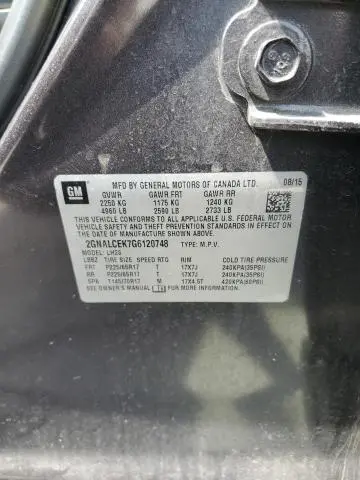 GM
MFD BY GENERAL MOTORS OF CANADA LTD. 08/15
GVWR GAWR FRT GAWR RR
2250 KG 1175 KG 1240 KG
4960 LB 2590 LB 2733 LB
THIS VEHICLE CONFORMS TO ALL APPLICABLE U.S. FEDERAL MOTOR
VEHICLE SAFETY AND THEFT PREVENTION STANDARDS IN EFFECT
ON THE DATE OF MANUFACTURE SHOWN ABOVE.
2GNALCEK7G6120748 TYPE: M.P.V.
MODEL: LH26
TIRE SIZE SPEED RTG RIM COLD TIRE PRESSURE
FRT P225/65R17 T 17X7J 240KPA(35PSI)
RR P225/65R17 T 17X7J 240KPA(35PSI)
SPA T145/70R17 M 17X4.5T 420KPA(60PSI)
SEE OWNER'S MANUAL FOR MORE INFORMATION.